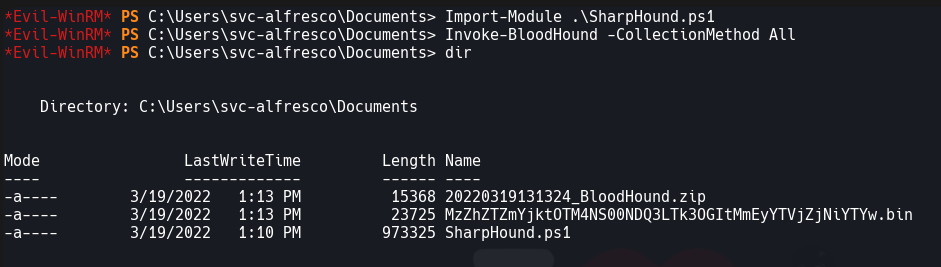 *Evil-WinRM* PS C:\Users\svc-alfresco\Documents> Import-Module .\SharpHound.ps1
*Evil-WinRM* PS C:\Users\svc-alfresco\Documents> Invoke-BloodHound -CollectionMethod All
*Evil-WinRM* PS C:\Users\svc-alfresco\Documents> dir
Directory: C:\Users\svc-alfresco\Documents
Mode LastWriteTime Length Name
---- ------------- ------ ----
-a---- 3/19/2022 1:13 PM 15368 20220319131324_BloodHound.zip
-a---- 3/19/2022 1:13 PM 23725 MzZhZTZmYjktOTM4NS00NDQ3LTk3OGItMmEyYTVjZjNiYTYw.bin
-a---- 3/19/2022 1:10 PM 973325 SharpHound.ps1